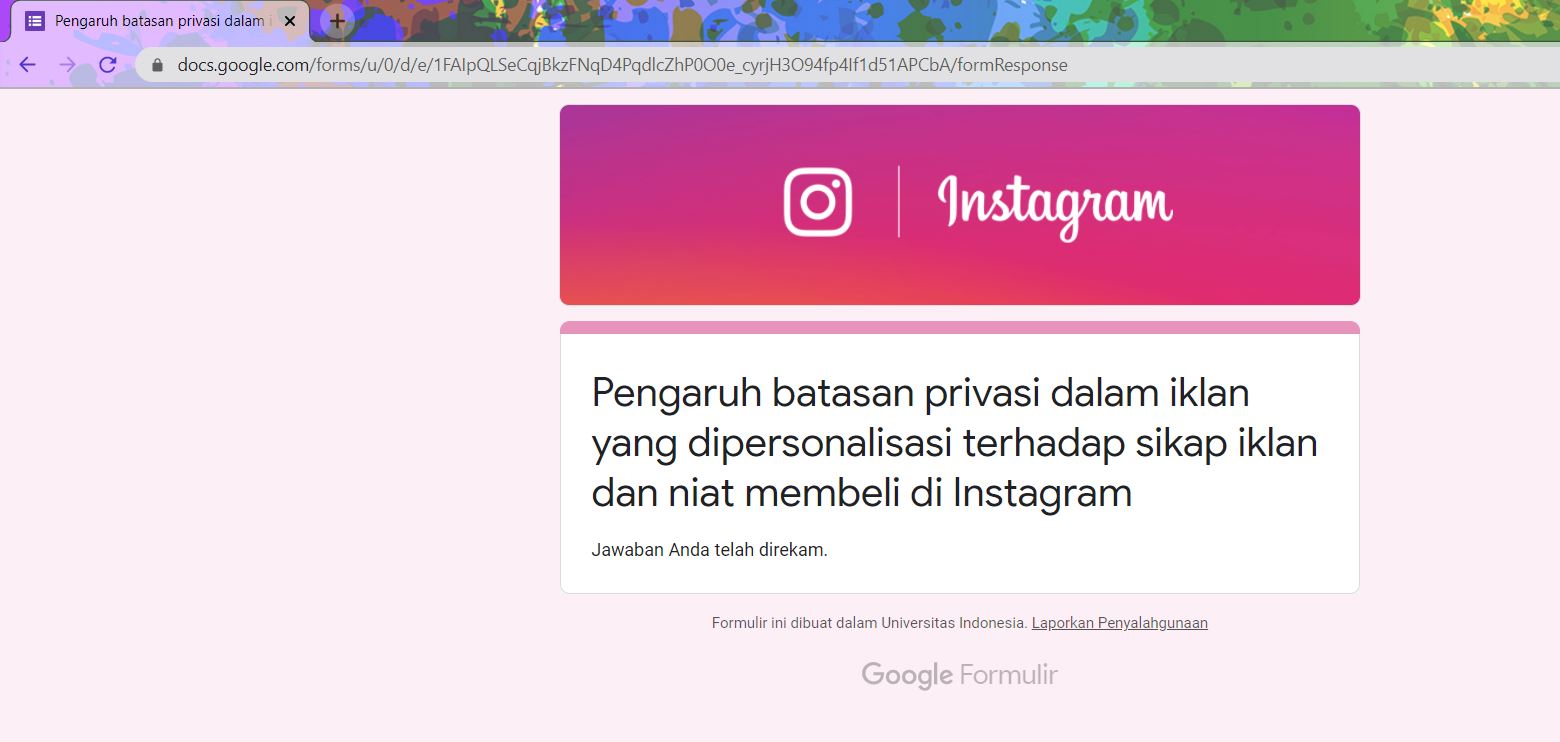 Pengaruh batasan privasi dalam i
docs.google.com/forms/u/0/d/e/1FAIpQLSeCqjBkzFNqD4PqdlcZhP0O0e_cyrjH3O94fp4If1d51APCbA/formResponse
Instagram
Pengaruh batasan privasi dalam iklan
yang dipersonalisasi terhadap sikap iklan
dan niat membeli di Instagram
Jawaban Anda telah direkam.
Formulir ini dibuat dalam Universitas Indonesia. Laporkan Penyalahgunaan
Google Formulir